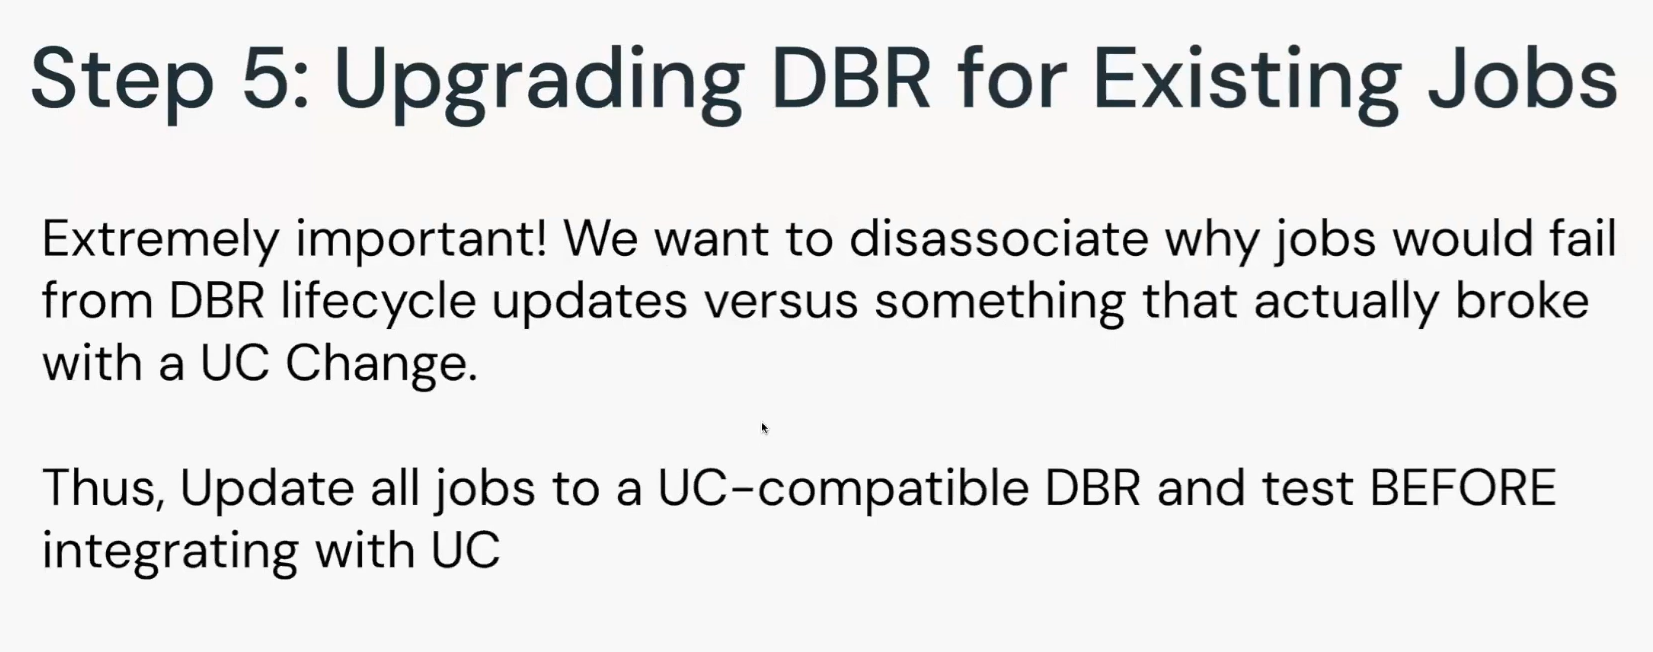 Step 5: Upgrading DBR for Existing Jobs
Extremely important! We want to disassociate why jobs would fail
from DBR lifecycle updates versus something that actually broke
with a UC Change.
Thus, Update all jobs to a UC-compatible DBR and test BEFORE
integrating with UC